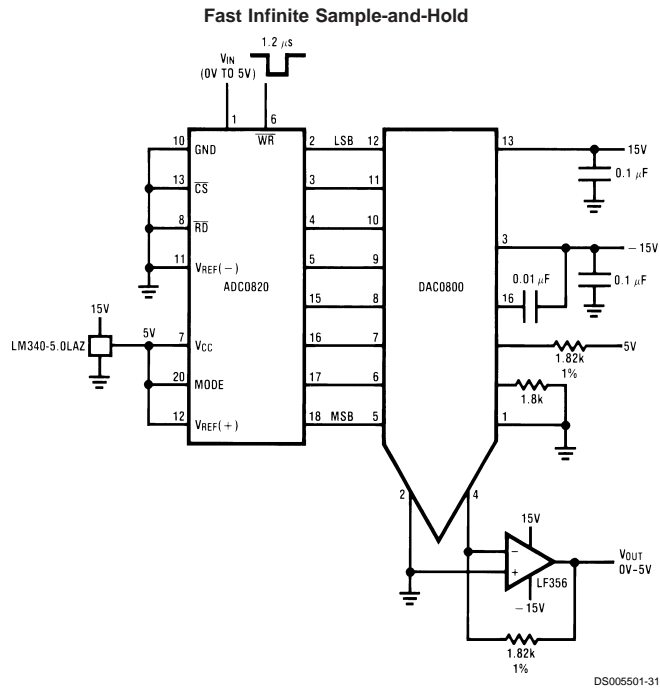 Fast Infinite Sample-and-Hold
1.2 μs
VIN
(0V TO 5V)
1
6
WR
10
GND
2
LSB
12
13
15V
0.1 μF
13
CS
3
11
8
RD
4
10
3
−15V
11
VREF(−)
5
9
0.01 μF
0.1 μF
ADC0820
DAC0800
15
8
16
15V
LM340-5.0LAZ
5V
7
VCC
16
7
5V
1.82k
1%
20
MODE
17
6
1.8k
12
VREF(+)
18
MSB
5
1
2
4
15V
−
+
LF356
VOUT
0V-5V
−15V
1.82k
1%
DS005501-31